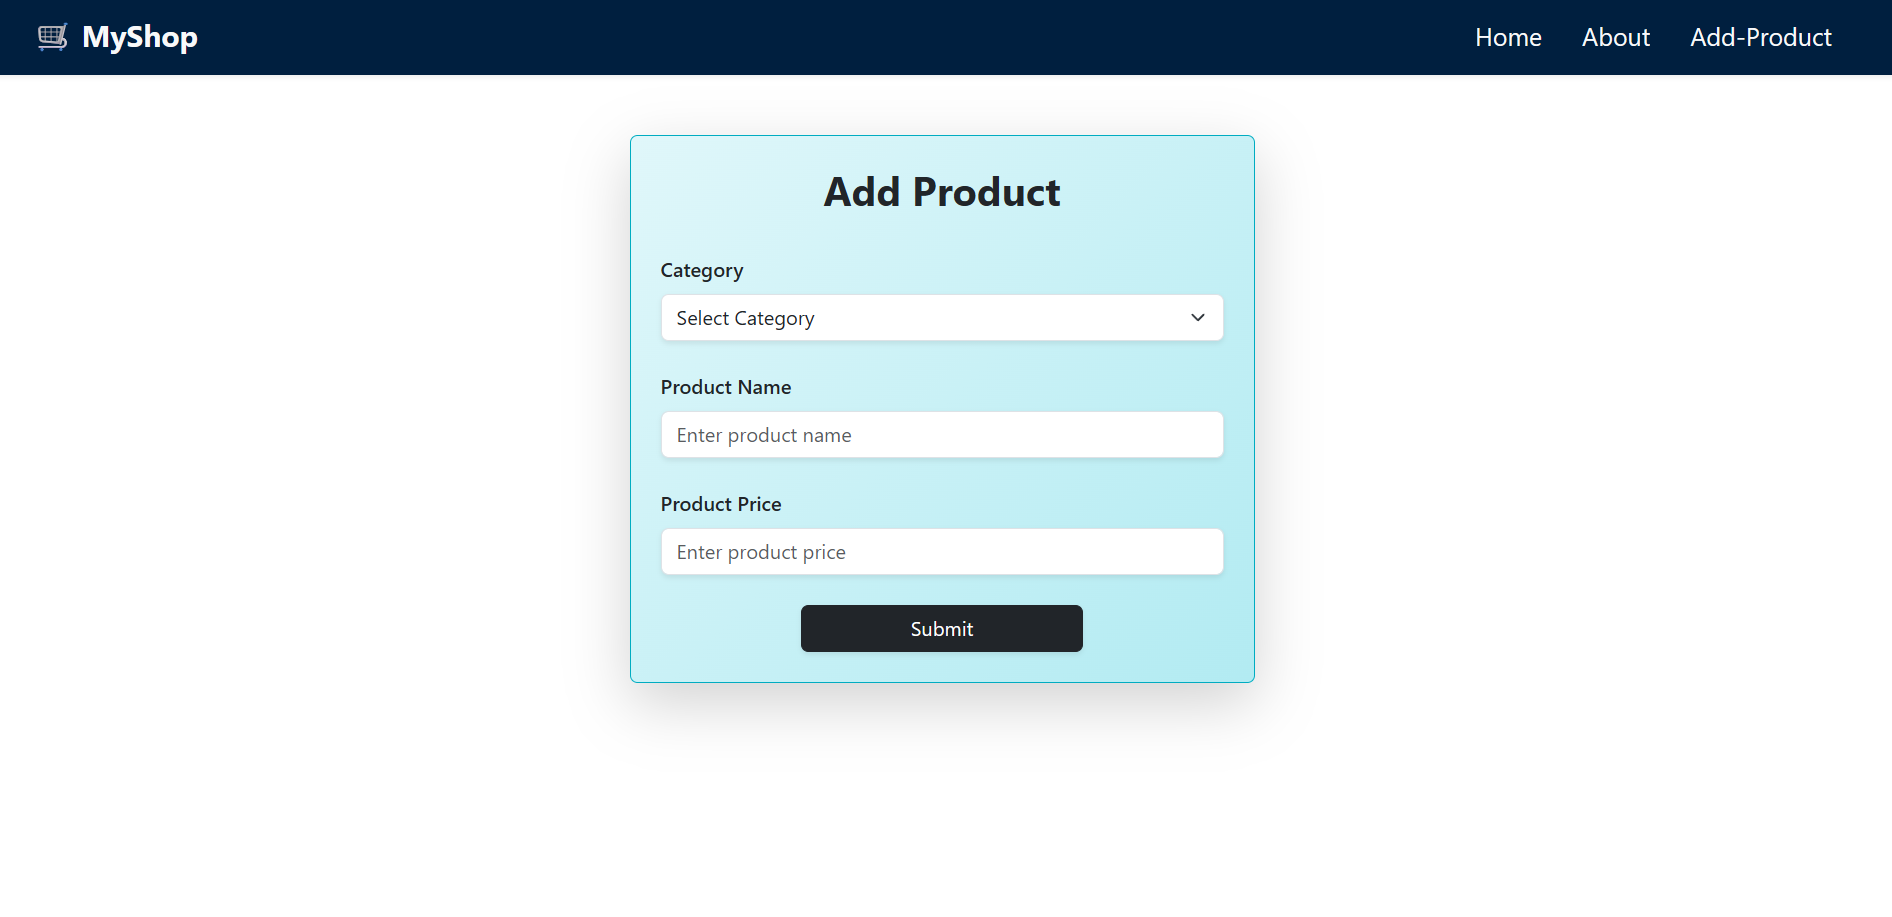 MyShop
Home About Add-Product
Add Product
Category
Select Category
Product Name
Enter product name
Product Price
Enter product price
Submit